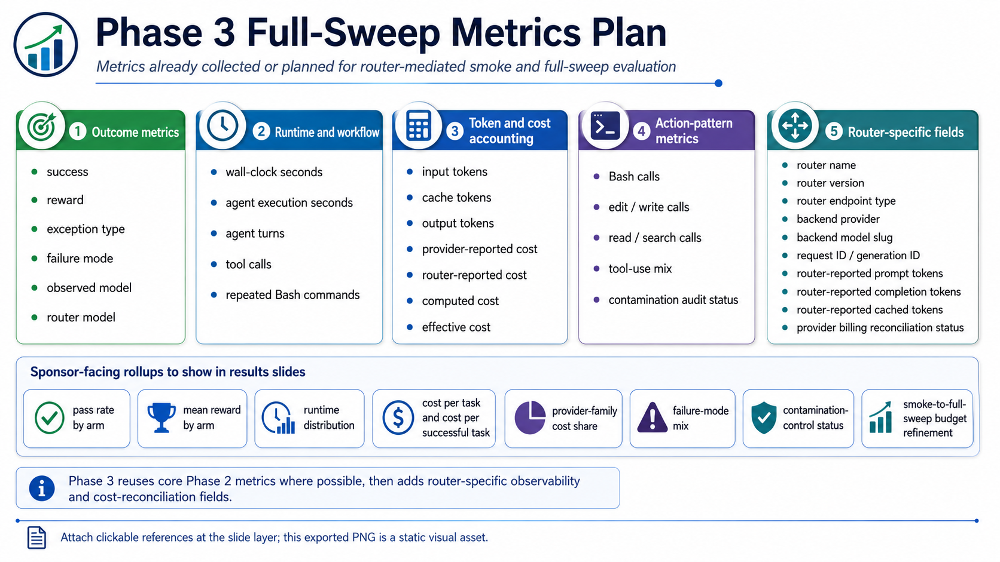 Phase 3 Full-Sweep Metrics Plan
Metrics already collected or planned for router-mediated smoke and full-sweep evaluation
1 Outcome metrics
success
reward
exception type
failure mode
observed model
router model
2 Runtime and workflow
wall-clock seconds
agent execution seconds
agent turns
tool calls
repeated Bash commands
3 Token and cost
accounting
input tokens
cache tokens
output tokens
provider-reported cost
router-reported cost
computed cost
effective cost
4 Action-pattern
metrics
Bash calls
edit / write calls
read / search calls
tool-use mix
contamination audit status
5 Router-specific fields
router name
router version
router endpoint type
backend provider
backend model slug
request ID / generation ID
router-reported prompt tokens
router-reported completion tokens
router-reported cached tokens
provider billing reconciliation status
Sponsor-facing rollups to show in results slides
pass rate
by arm
mean reward
by arm
runtime
distribution
cost per task
and cost per
successful task
provider-family
cost share
failure-mode
mix
contamination-
control status
smoke-to-full-
sweep budget
refinement
Phase 3 reuses core Phase 2 metrics where possible, then adds router-specific observability
and cost-reconciliation fields.
Attach clickable references at the slide layer; this exported PNG is a static visual asset.